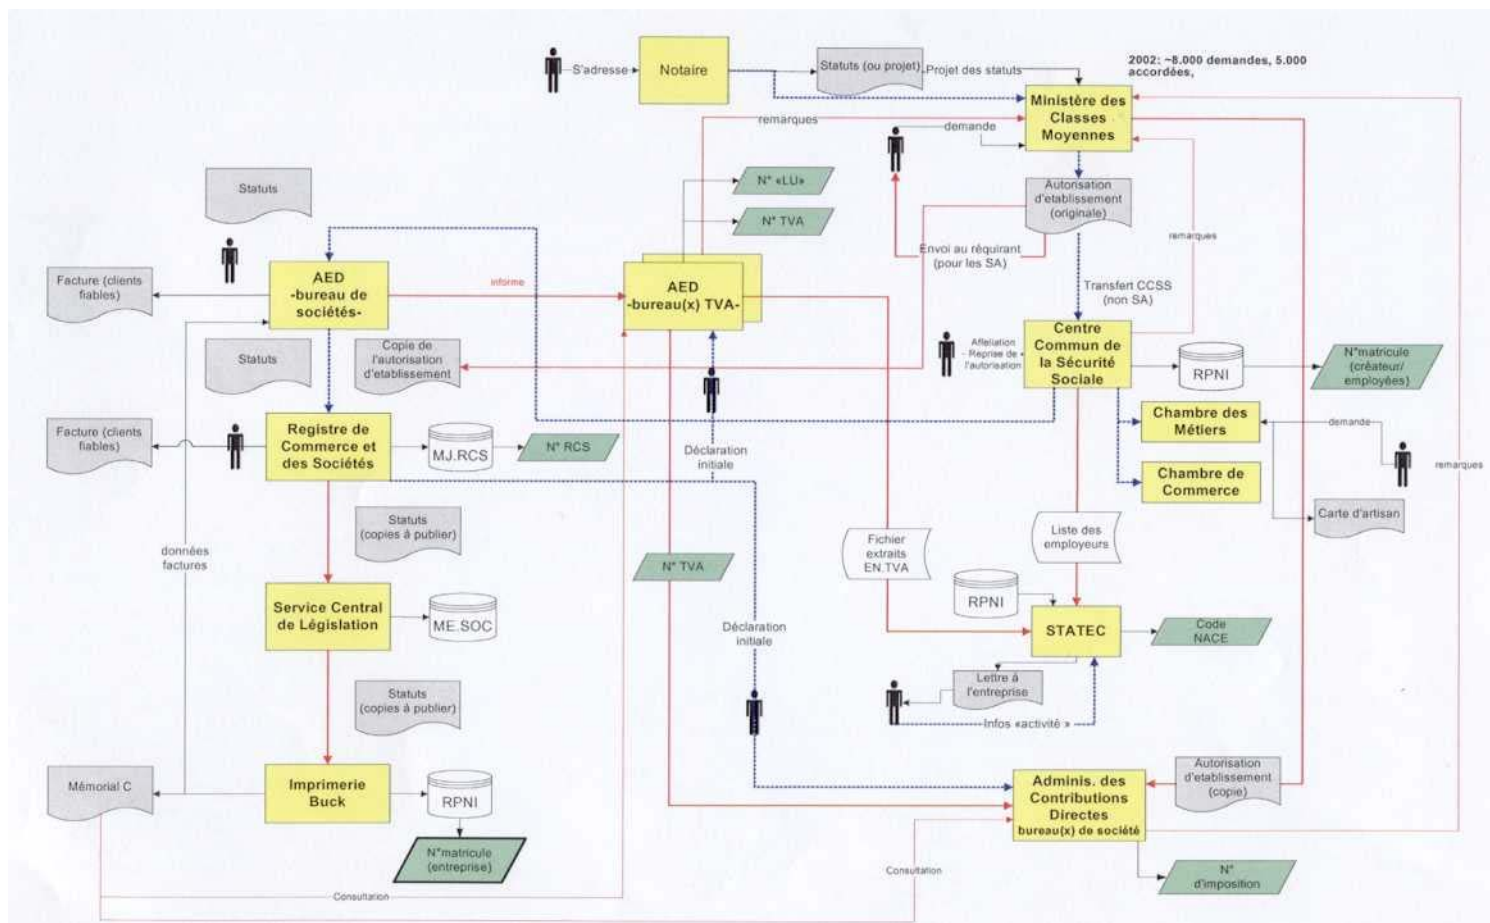 2002: ~8.000 demandes, 5.000
accordées,
S'adresse
Notaire
Statuts (ou projet)
Projet des statuts
Ministère des
Classes
Moyennes
remarques
demande
N° «LU»
N° TVA
Autorisation
d'etablissement
(originale)
remarques
Envoi au réquirant
(pour les SA)
Statuts
Facture (clients
fiables)
AED
-bureau de
sociétés-
informe
AED
-bureau(x) TVA-
Transfert CCSS
(non SA)
Statuts
Copie de
l'autorisation
d'etablissement
Affeliation
- Reprise de
l'autorisation
Centre
Commun de
la Sécurité
Sociale
RPNI
N°matricule
(créateur/
employées)
Facture (clients
fiables)
Registre de
Commerce et
des Sociétés
MJ.RCS
N° RCS
Déclaration
initiale
Chambre des
Métiers
demande
remarques
Chambre de
Commerce
Carte d'artisan
Statuts
(copies à publier)
données
factures
N° TVA
Fichier
extraits
EN.TVA
Liste des
employeurs
RPNI
Service Central
de Législation
ME.SOC
Déclaration
initiale
STATEC
Code
NACE
Lettre à
l'entreprise
Infos «activité »
Statuts
(copies à publier)
Mémorial C
Imprimerie
Buck
RPNI
Adminis. des
Contributions
Directes
bureau(x) de société
Autorisation
d'etablissement
(copie)
N°matricule
(entreprise)
Consultation
Consultation
N°
d'imposition